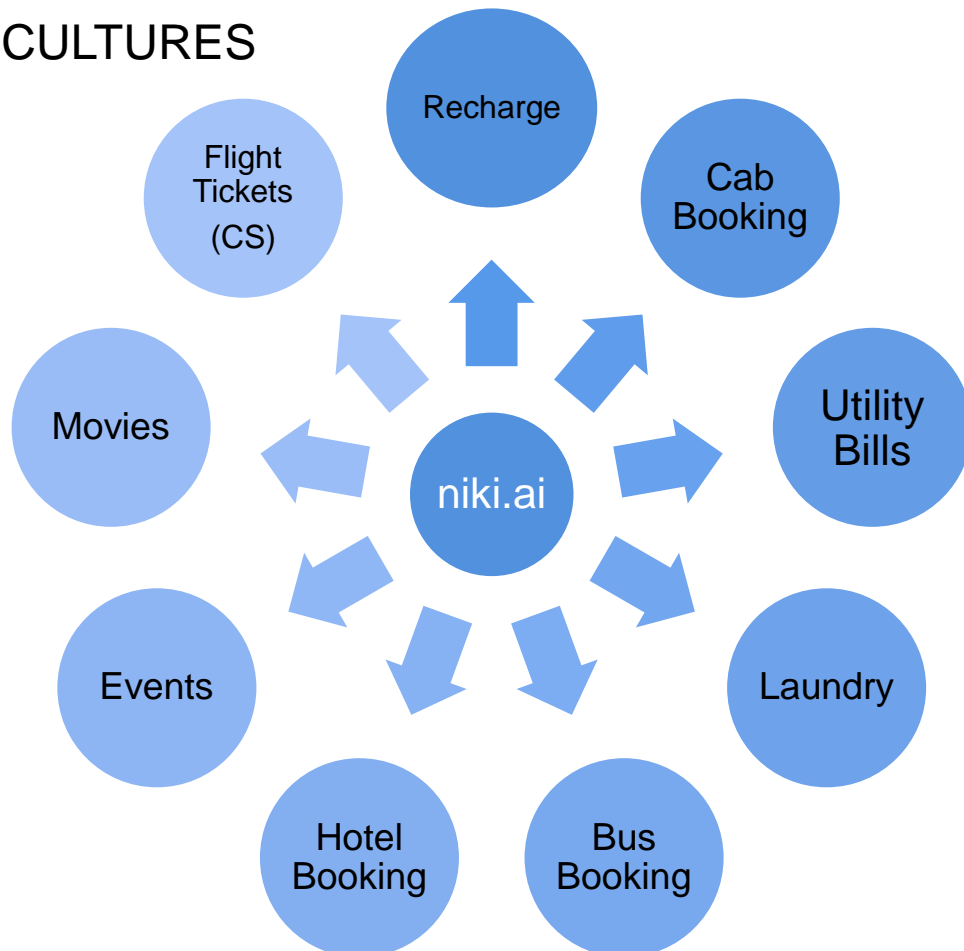 CULTURES
Recharge
Cab
Booking
Utility
Bills
Laundry
Bus
Booking
Hotel
Booking
Events
Movies
Flight
Tickets
(CS)
niki.ai